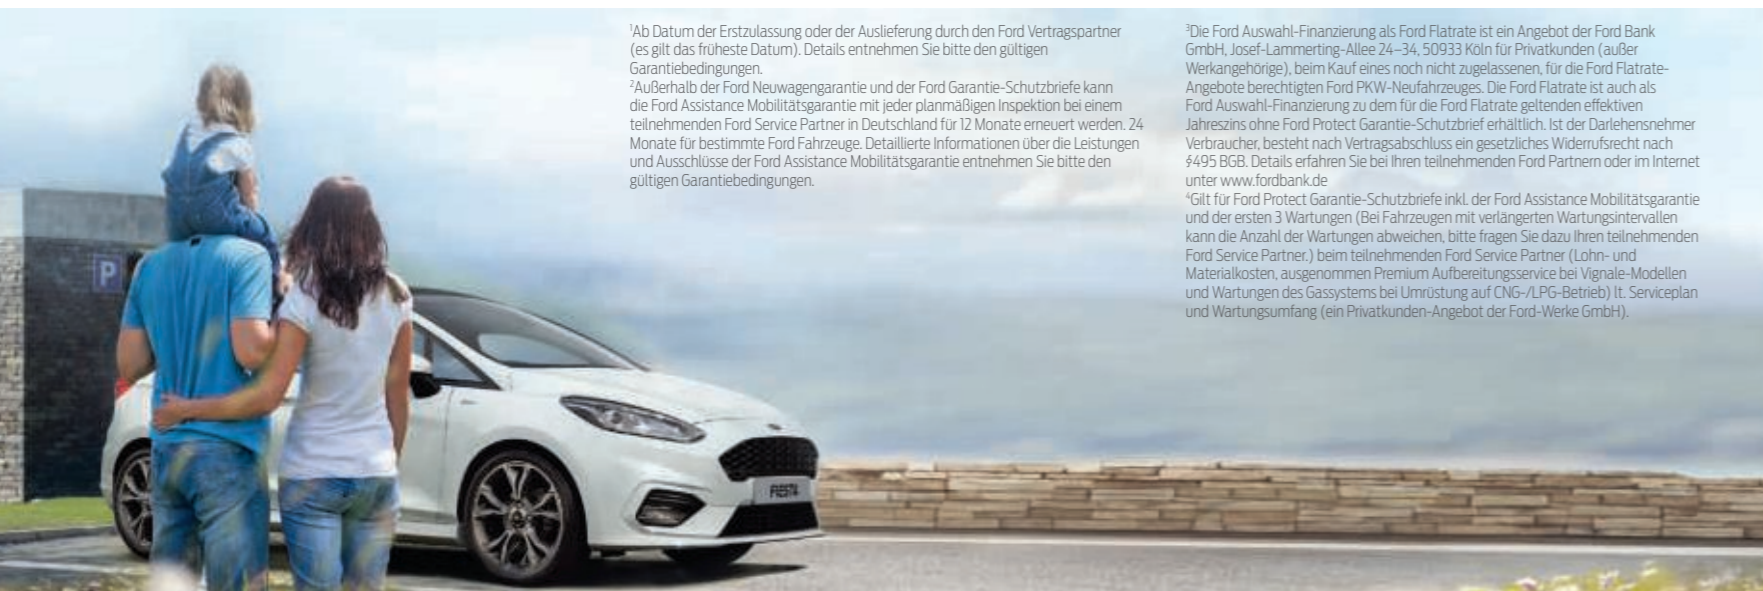 ¹Ab Datum der Erstzulassung oder der Auslieferung durch den Ford Vertragspartner
(es gilt das früheste Datum). Details entnehmen Sie bitte den gültigen
Garantiebedingungen.
²Außerhalb der Ford Neuwagengarantie und der Ford Garantie-Schutzbriefe kann
die Ford Assistance Mobilitätsgarantie mit jeder planmäßigen Inspektion bei einem
teilnehmenden Ford Service Partner in Deutschland für 12 Monate erneuert werden. 24
Monate für bestimmte Ford Fahrzeuge. Detaillierte Informationen über die Leistungen
und Ausschlüsse der Ford Assistance Mobilitätsgarantie entnehmen Sie bitte den
gültigen Garantiebedingungen.
³Die Ford Auswahl-Finanzierung als Ford Flatrate ist ein Angebot der Ford Bank
GmbH, Josef-Lammerting-Allee 24–34, 50933 Köln für Privatkunden (außer
Werkangehörige), beim Kauf eines noch nicht zugelassenen, für die Ford Flatrate-
Angebote berechtigten Ford PKW-Neufahrzeuges. Die Ford Flatrate ist auch als
Ford Auswahl-Finanzierung zu dem für die Ford Flatrate geltenden effektiven
Jahreszins ohne Ford Protect Garantie-Schutzbrief erhältlich. Ist der Darlehensnehmer
Verbraucher, besteht nach Vertragsabschluss ein gesetzliches Widerrufsrecht nach
§495 BGB. Details erfahren Sie bei Ihren teilnehmenden Ford Partnern oder im Internet
unter www.fordbank.de
⁴Gilt für Ford Protect Garantie-Schutzbriefe inkl. der Ford Assistance Mobilitätsgarantie
und der ersten 3 Wartungen (Bei Fahrzeugen mit verlängerten Wartungsintervallen
kann die Anzahl der Wartungen abweichen, bitte fragen Sie dazu Ihren teilnehmenden
Ford Service Partner.) beim teilnehmenden Ford Service Partner (Lohn- und
Materialkosten, ausgenommen Premium Aufbereitungsservice bei Vignale-Modellen
und Wartungen des Gassystems bei Umrüstung auf CNG-/LPG-Betrieb) lt. Serviceplan
und Wartungsumfang (ein Privatkunden-Angebot der Ford-Werke GmbH).
P
FIESTA